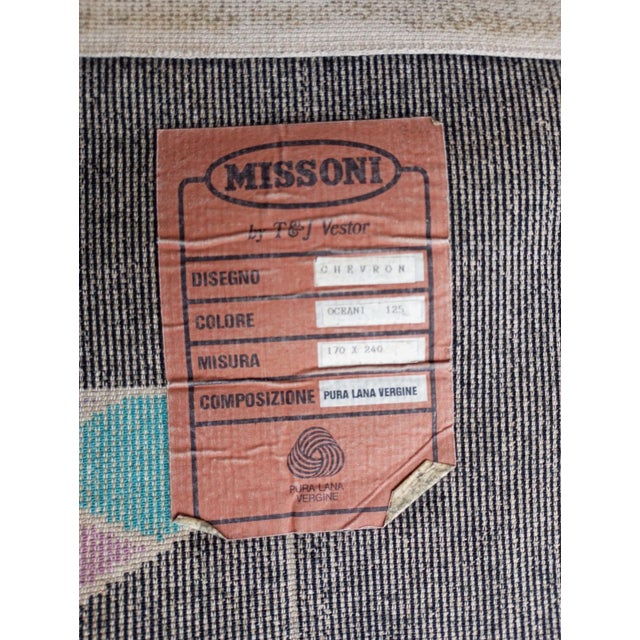 MISSONI
by T&J Vestor
DISEGNO CHEVRON
COLORE OCEANI 125
MISURA 170 X 240
COMPOSIZIONE PURA LANA VERGINE
PURA LANA
VERGINE